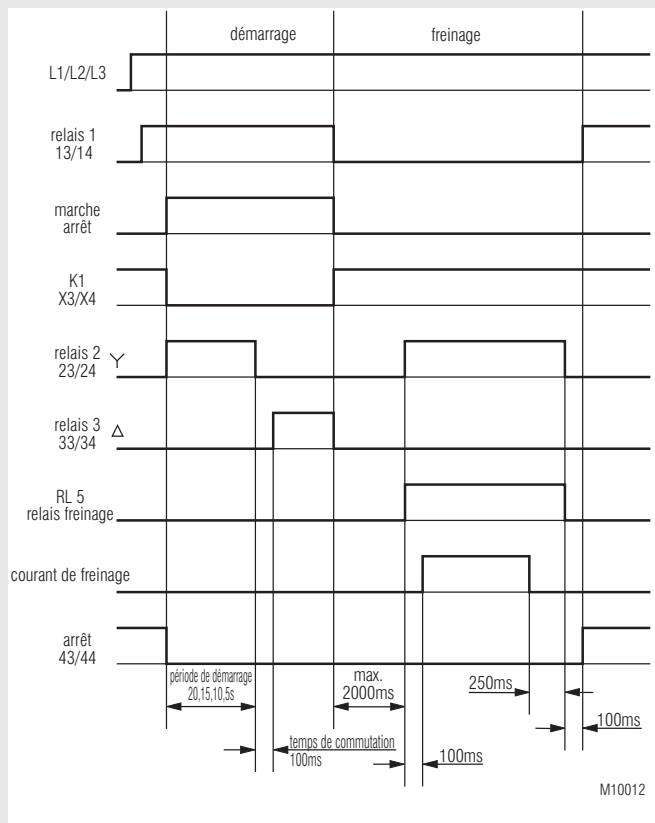 démarrage
freinage
L1/L2/L3
relais 1
13/14
marche
arrêt
K1
X3/X4
relais 2
23/24
relais 3
33/34
RL 5
relais freinage
courant de freinage
arrêt
43/44
période de démarrage
20,15,10,5s
max.
2000ms
250ms
100ms
temps de commutation
100ms
100ms
M10012